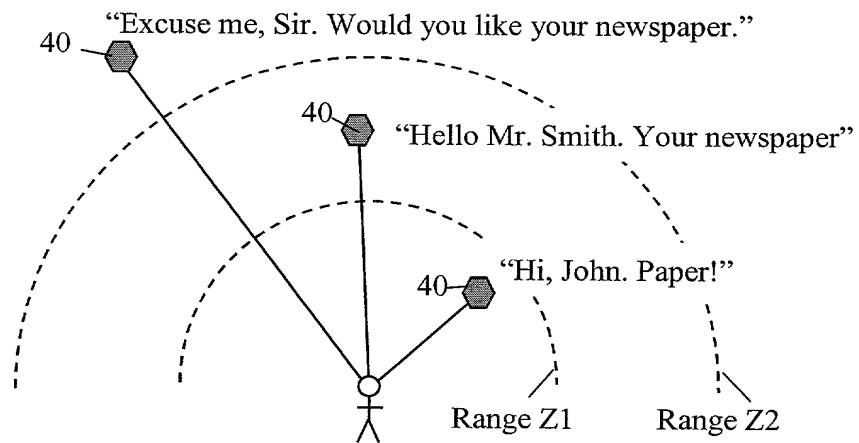 “Excuse me, Sir. Would you like your newspaper.”
40
40
“Hello Mr. Smith. Your newspaper”
40
“Hi, John. Paper!”
Range Z1
Range Z2